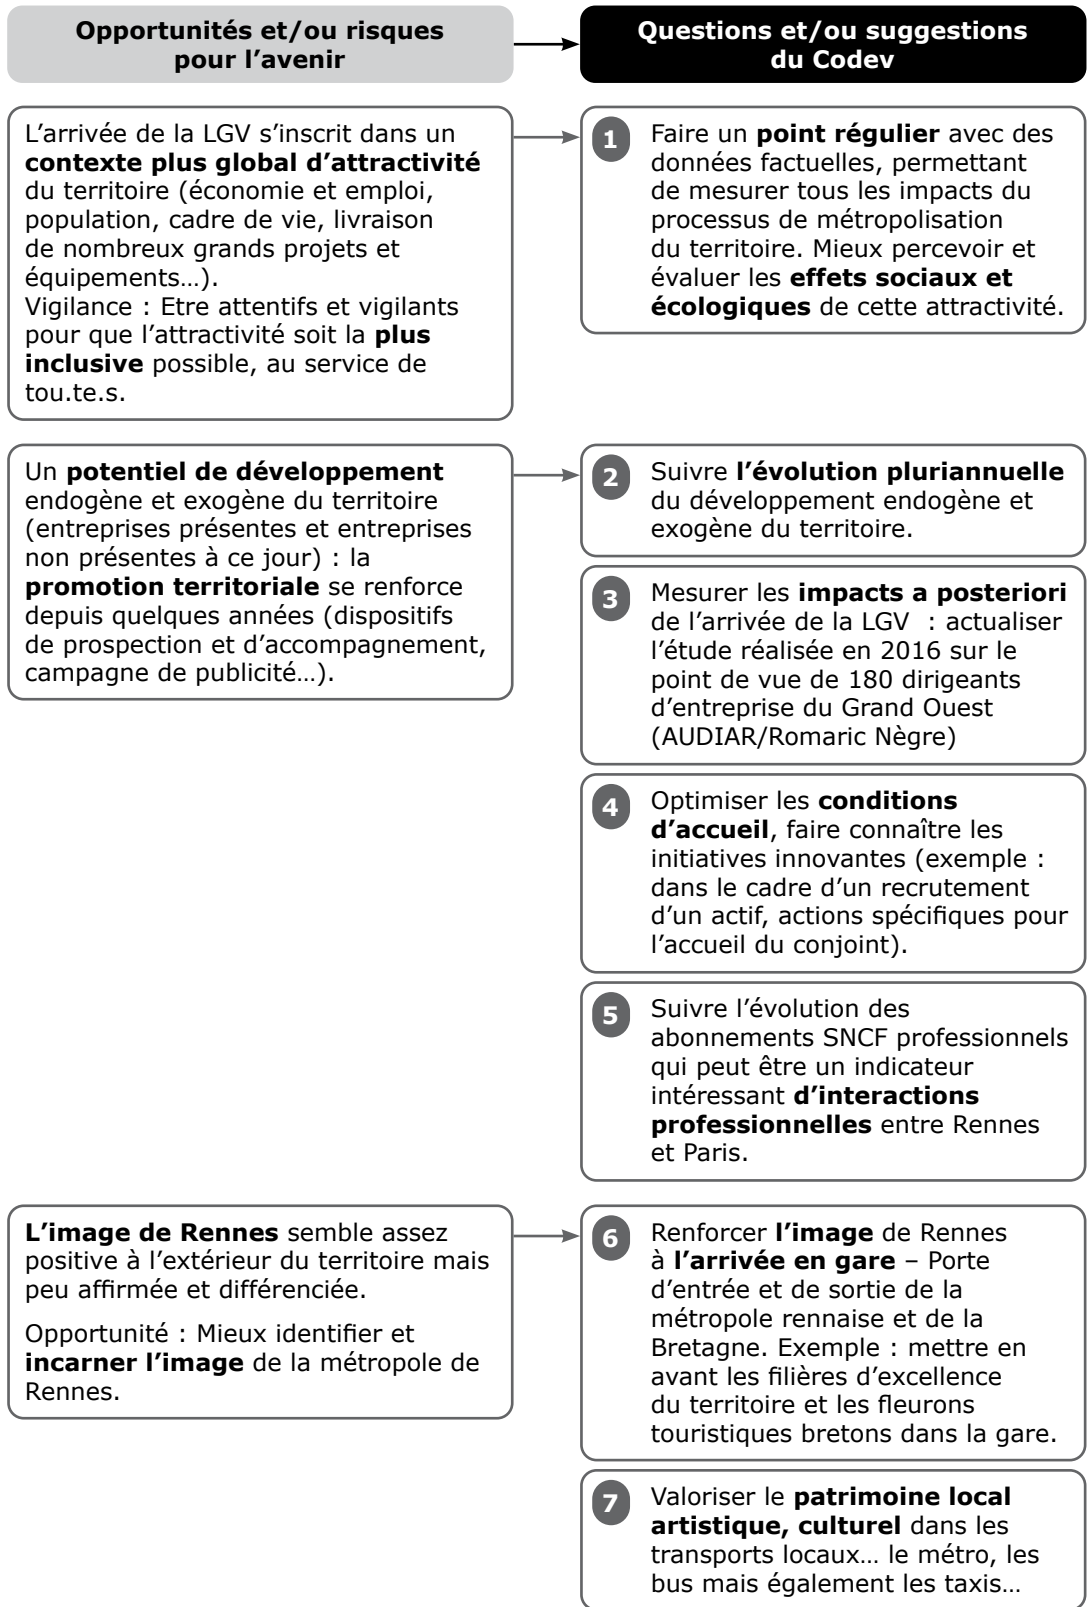 Opportunités et/ou risques
pour l'avenir
Questions et/ou suggestions
du Codev
L'arrivée de la LGV s'inscrit dans un
contexte plus global d'attractivité
du territoire (économie et emploi,
population, cadre de vie, livraison
de nombreux grands projets et
équipements…).
Vigilance : Etre attentifs et vigilants
pour que l'attractivité soit la plus
inclusive possible, au service de
tou.te.s.
1
Faire un point régulier avec des
données factuelles, permettant
de mesurer tous les impacts du
processus de métropolisation
du territoire. Mieux percevoir et
évaluer les effets sociaux et
écologiques de cette attractivité.
Un potentiel de développement
endogène et exogène du territoire
(entreprises présentes et entreprises
non présentes à ce jour) : la
promotion territoriale se renforce
depuis quelques années (dispositifs
de prospection et d'accompagnement,
campagne de publicité…).
2
Suivre l'évolution pluriannuelle
du développement endogène et
exogène du territoire.
3
Mesurer les impacts a posteriori
de l'arrivée de la LGV  : actualiser
l'étude réalisée en 2016 sur le
point de vue de 180 dirigeants
d'entreprise du Grand Ouest
(AUDIAR/Romaric Nègre)
4
Optimiser les conditions
d'accueil, faire connaître les
initiatives innovantes (exemple :
dans le cadre d'un recrutement
d'un actif, actions spécifiques pour
l'accueil du conjoint).
5
Suivre l'évolution des
abonnements SNCF professionnels
qui peut être un indicateur
intéressant d'interactions
professionnelles entre Rennes
et Paris.
L'image de Rennes semble assez
positive à l'extérieur du territoire mais
peu affirmée et différenciée.
Opportunité : Mieux identifier et
incarner l'image de la métropole de
Rennes.
6
Renforcer l'image de Rennes
à l'arrivée en gare – Porte
d'entrée et de sortie de la
métropole rennaise et de la
Bretagne. Exemple : mettre en
avant les filières d'excellence
du territoire et les fleurons
touristiques bretons dans la gare.
7
Valoriser le patrimoine local
artistique, culturel dans les
transports locaux… le métro, les
bus mais également les taxis…